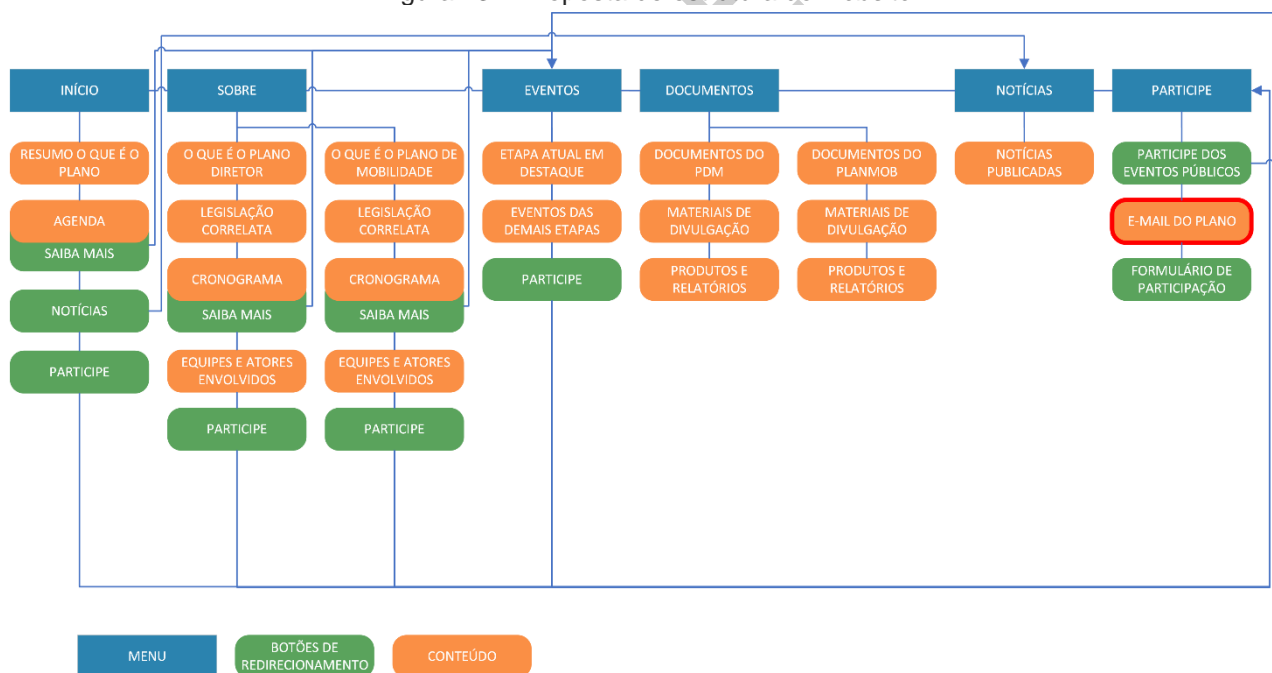 INÍCIO
SOBRE
EVENTOS
DOCUMENTOS
NOTÍCIAS
PARTICIPE
RESUMO O QUE É O
PLANO
AGENDA
SAIBA MAIS
NOTÍCIAS
PARTICIPE
O QUE É O PLANO
DIRETOR
LEGISLAÇÃO
CORRELATA
CRONOGRAMA
SAIBA MAIS
EQUIPES E ATORES
ENVOLVIDOS
PARTICIPE
O QUE É O PLANO DE
MOBILIDADE
LEGISLAÇÃO
CORRELATA
CRONOGRAMA
SAIBA MAIS
EQUIPES E ATORES
ENVOLVIDOS
PARTICIPE
ETAPA ATUAL EM
DESTAQUE
EVENTOS DAS
DEMAIS ETAPAS
PARTICIPE
DOCUMENTOS DO
PDM
MATERIAIS DE
DIVULGAÇÃO
PRODUTOS E
RELATÓRIOS
DOCUMENTOS DO
PLANMOB
MATERIAIS DE
DIVULGAÇÃO
PRODUTOS E
RELATÓRIOS
NOTÍCIAS
PUBLICADAS
PARTICIPE DOS
EVENTOS PÚBLICOS
E-MAIL DO PLANO
FORMULÁRIO DE
PARTICIPAÇÃO
MENU
BOTÕES DE
REDIRECIONAMENTO
CONTEÚDO